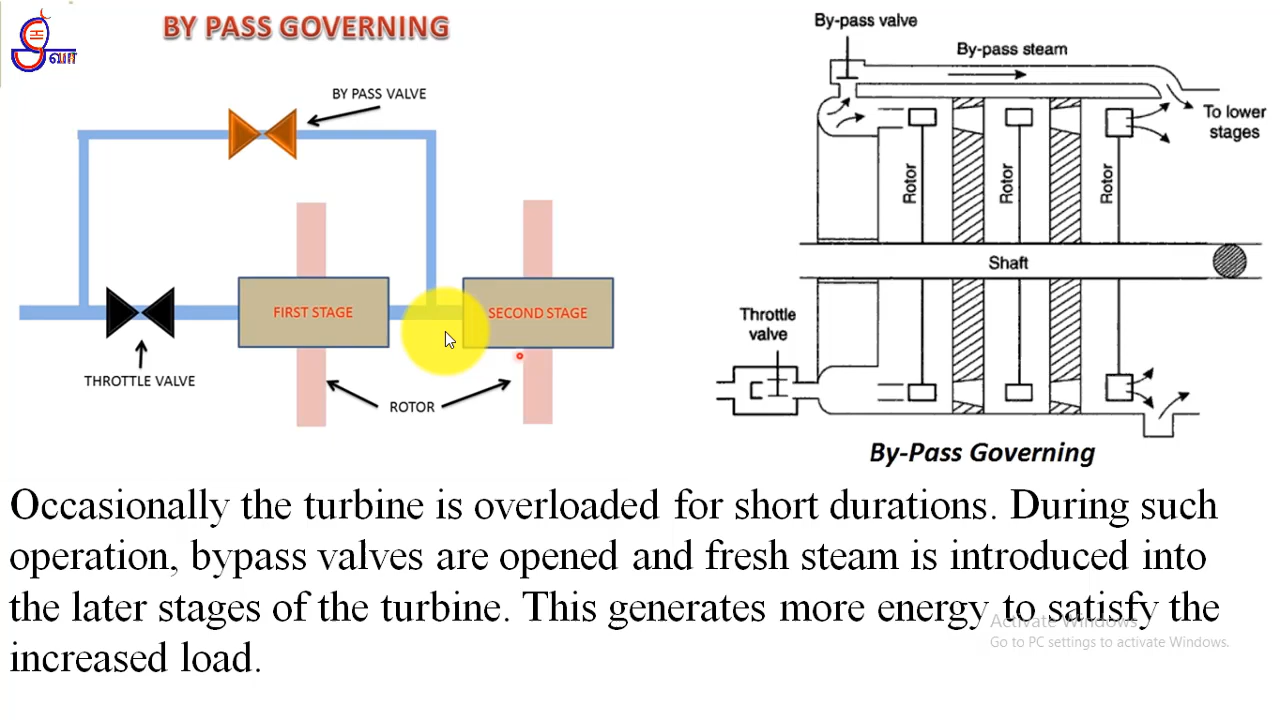 வா
BY PASS GOVERNING
BY PASS VALVE
THROTTLE VALVE
FIRST STAGE
SECOND STAGE
ROTOR
By-pass valve
By-pass steam
To lower
stages
Rotor
Rotor
Rotor
Shaft
Throttle
valve
By-Pass Governing
Occasionally the turbine is overloaded for short durations. During such
operation, bypass valves are opened and fresh steam is introduced into
the later stages of the turbine. This generates more energy to satisfy the
increased load.
Activate Windows
Go to PC settings to activate Windows.